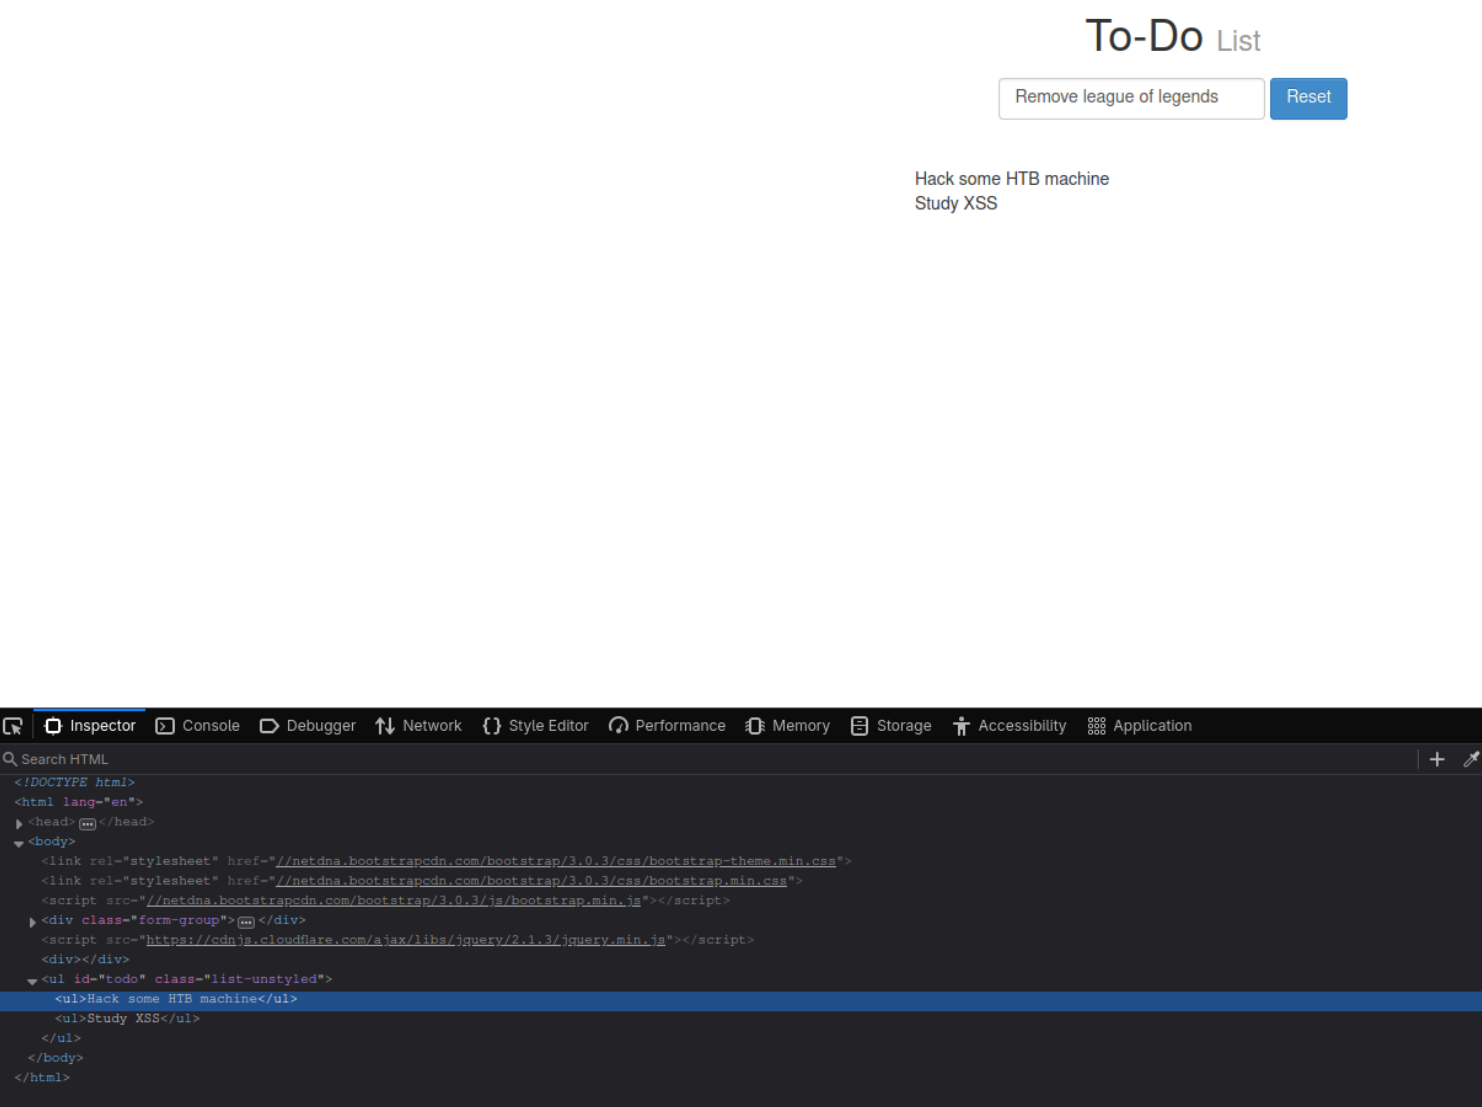 To-Do List
Remove league of legends Reset
Hack some HTB machine
Study XSS
Inspector Console Debugger Network Style Editor Performance Memory Storage Accessibility Application
Search HTML
<!DOCTYPE html>
<html lang="en">
<head> ••• </head>
<body>
<link rel="stylesheet" href="//netdna.bootstrapcdn.com/bootstrap/3.0.3/css/bootstrap-theme.min.css">
<link rel="stylesheet" href="//netdna.bootstrapcdn.com/bootstrap/3.0.3/css/bootstrap.min.css">
<script src="//netdna.bootstrapcdn.com/bootstrap/3.0.3/js/bootstrap.min.js"></script>
<div class="form-group"> ••• </div>
<script src="https://cdnjs.cloudflare.com/ajax/libs/jquery/2.1.3/jquery.min.js"></script>
<div></div>
<ul id="todo" class="list-unstyled">
<ul>Hack some HTB machine</ul>
<ul>Study XSS</ul>
</ul>
</body>
</html>